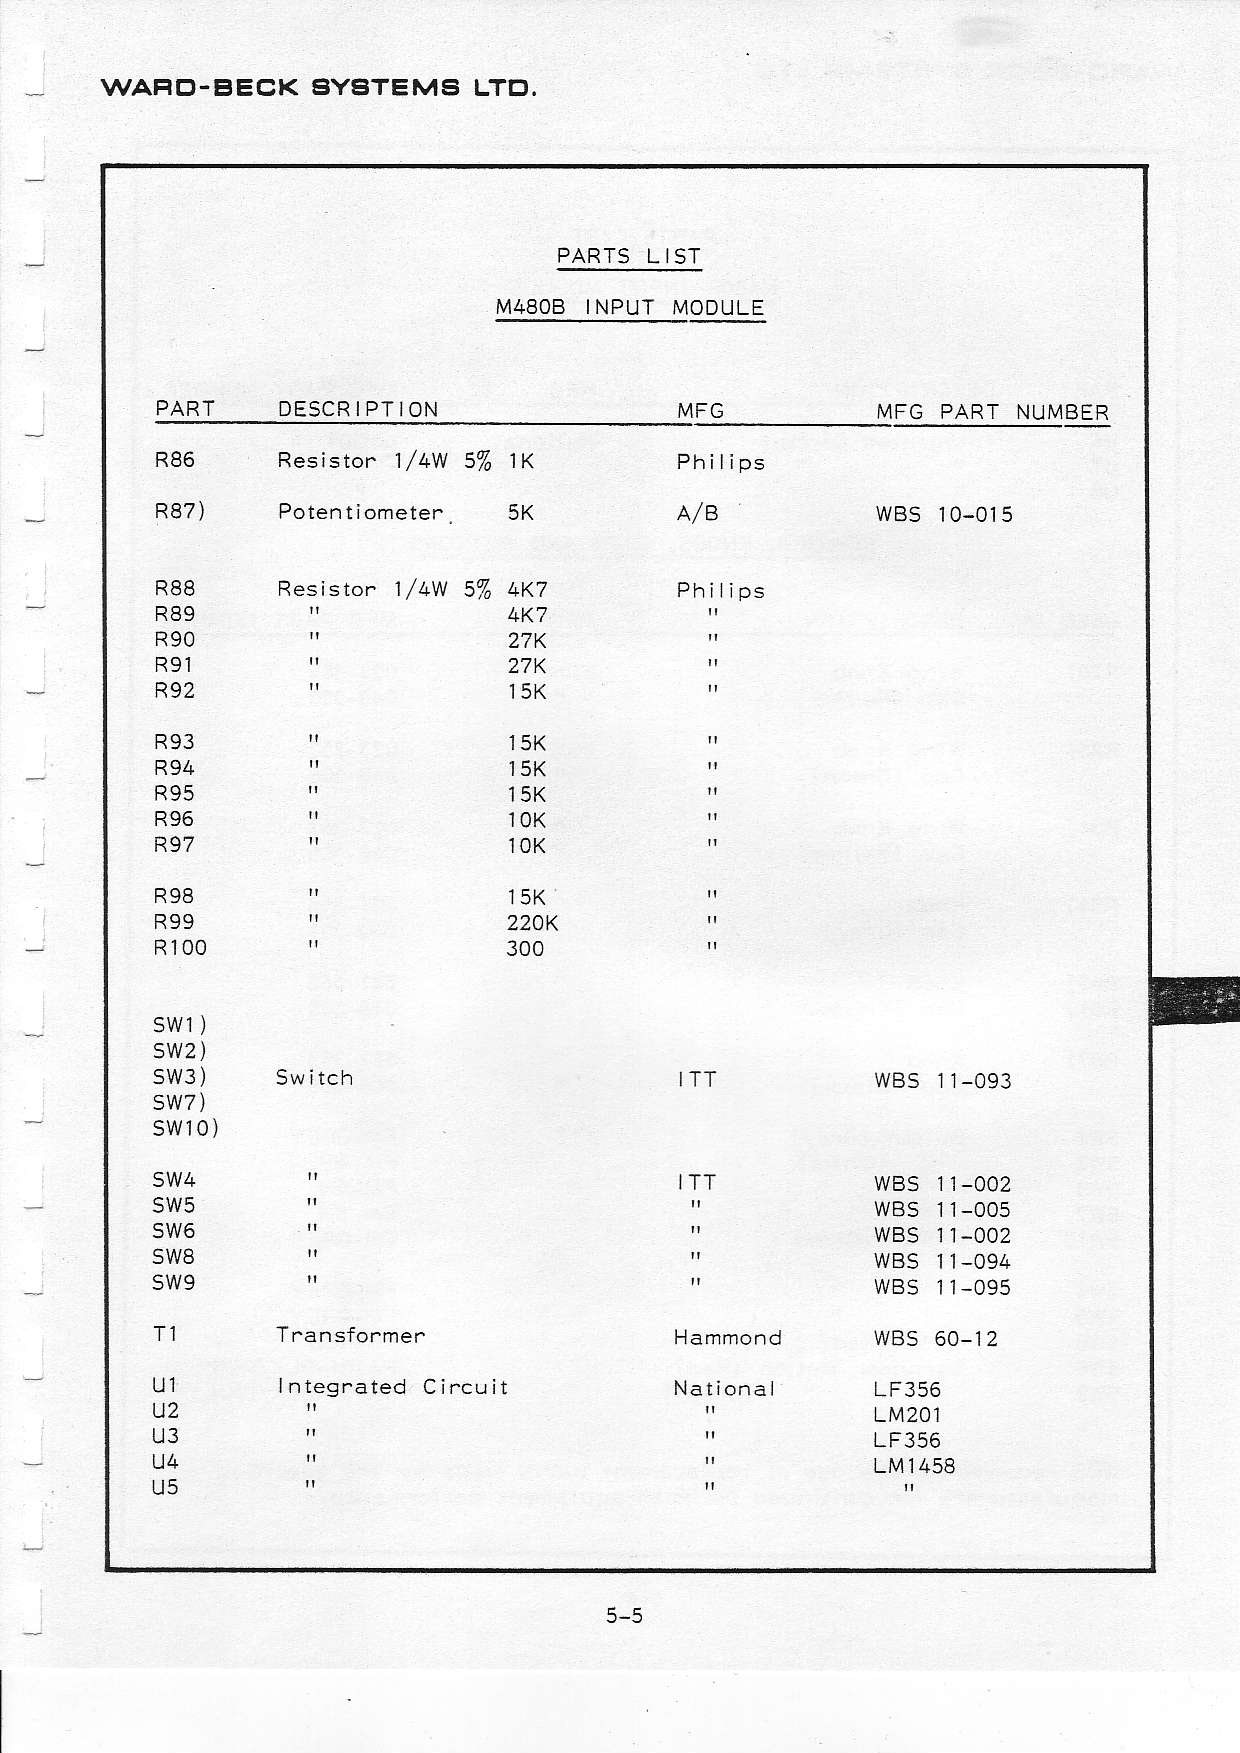 WARD-BECK SYSTEMS LTD.
PARTS LIST
M480B INPUT MODULE
PART DESCRIPTION MFG MFG PART NUMBER
R86 Resistor 1/4W 5% 1K Philips
R87) Potentiometer 5K A/B WBS 10-015
R88 Resistor 1/4W 5% 4K7 Philips
R89 " 4K7 "
R90 " 27K "
R91 " 27K "
R92 " 15K "
R93 " 15K "
R94 " 15K "
R95 " 15K "
R96 " 10K "
R97 " 10K "
R98 " 15K "
R99 " 220K "
R100 " 300 "
SW1)
SW2)
SW3) Switch ITT WBS 11-093
SW7)
SW10)
SW4 " ITT WBS 11-002
SW5 " " WBS 11-005
SW6 " " WBS 11-002
SW8 " " WBS 11-094
SW9 " " WBS 11-095
T1 Transformer Hammond WBS 60-12
U1 Integrated Circuit National LF356
U2 " " LM201
U3 " " LF356
U4 " " LM1458
U5 " " "
5-5